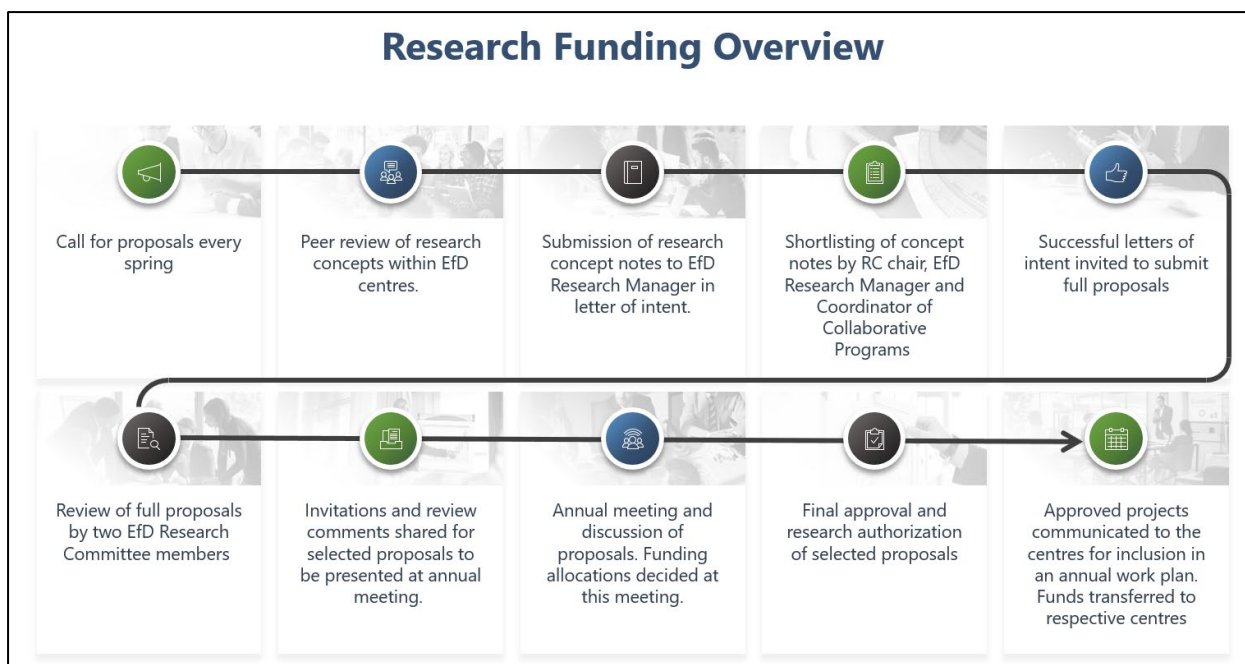 Research Funding Overview
Call for proposals every
spring
Peer review of research
concepts within EfD
centres.
Submission of research
concept notes to EfD
Research Manager in
letter of intent.
Shortlisting of concept
notes by RC chair, EfD
Research Manager and
Coordinator of
Collaborative
Programs
Successful letters of
intent invited to submit
full proposals
Review of full proposals
by two EfD Research
Committee members
Invitations and review
comments shared for
selected proposals to
be presented at annual
meeting.
Annual meeting and
discussion of
proposals. Funding
allocations decided at
this meeting.
Final approval and
research authorization
of selected proposals
Approved projects
communicated to the
centres for inclusion in
an annual work plan.
Funds transferred to
respective centres